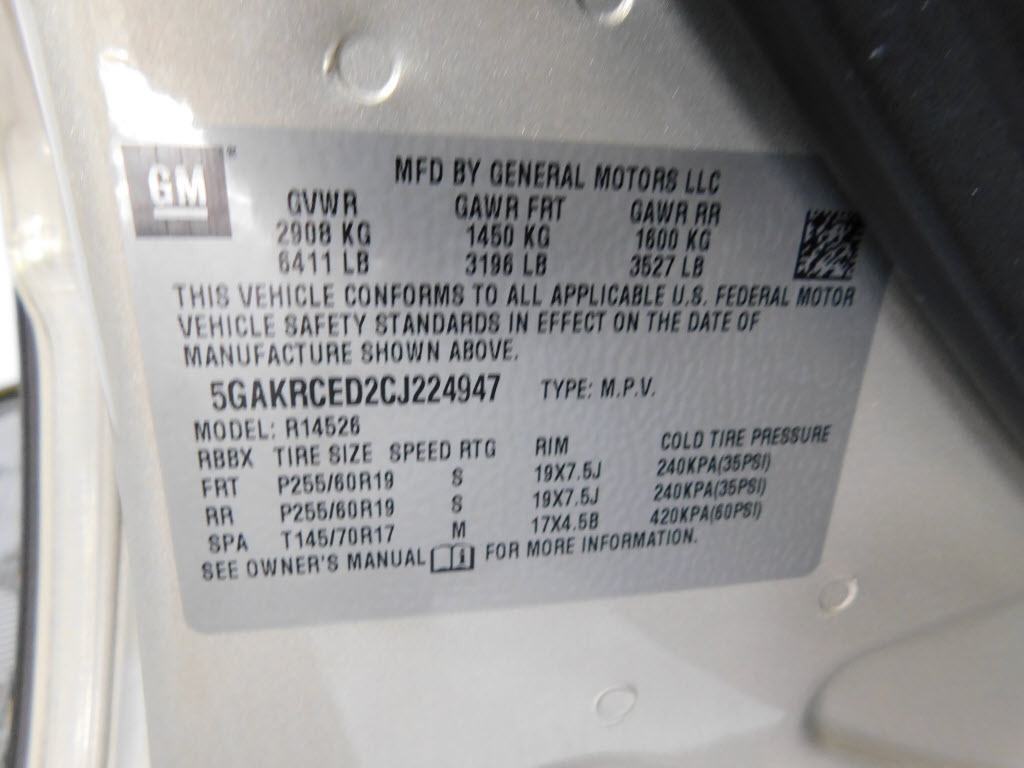 GM
MFD BY GENERAL MOTORS LLC
GVWR GAWR FRT GAWR RR
2908 KG 1450 KG 1600 KG
6411 LB 3196 LB 3527 LB
THIS VEHICLE CONFORMS TO ALL APPLICABLE U.S. FEDERAL MOTOR
VEHICLE SAFETY STANDARDS IN EFFECT ON THE DATE OF
MANUFACTURE SHOWN ABOVE.
5GAKRCED2CJ224947 TYPE: M.P.V.
MODEL: R14526
RBBX TIRE SIZE SPEED RTG RIM COLD TIRE PRESSURE
FRT P255/60R19 S 19X7.5J 240KPA(35PSI)
RR P255/60R19 S 19X7.5J 240KPA(35PSI)
SPA T145/70R17 M 17X4.5B 420KPA(60PSI)
SEE OWNER'S MANUAL i FOR MORE INFORMATION.